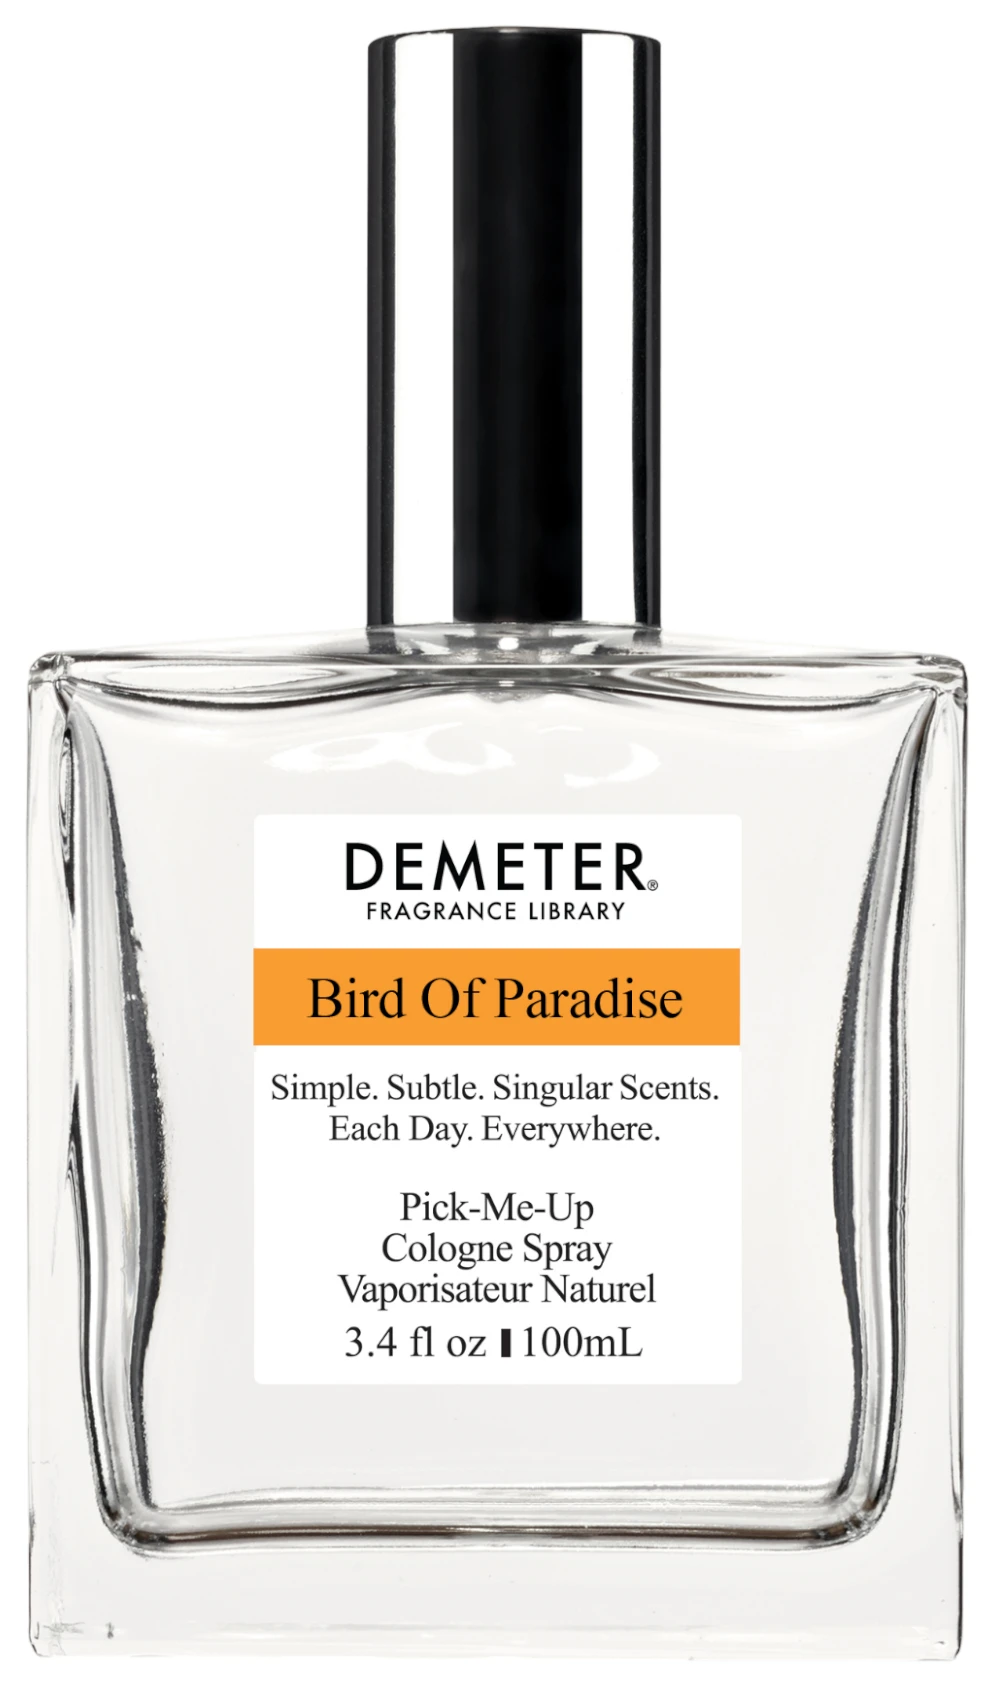 DEMETER®
FRAGRANCE LIBRARY
Bird Of Paradise
Simple. Subtle. Singular Scents.
Each Day. Everywhere.
Pick-Me-Up
Cologne Spray
Vaporisateur Naturel
3.4 fl oz ▮ 100mL